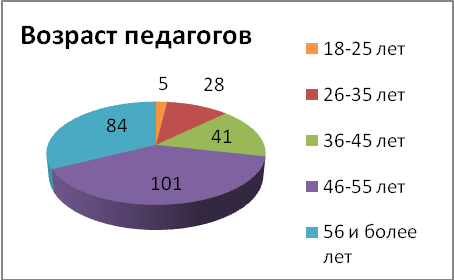 Возраст педагогов
5
28
41
101
84
18-25 лет
26-35 лет
36-45 лет
46-55 лет
56 и более
лет